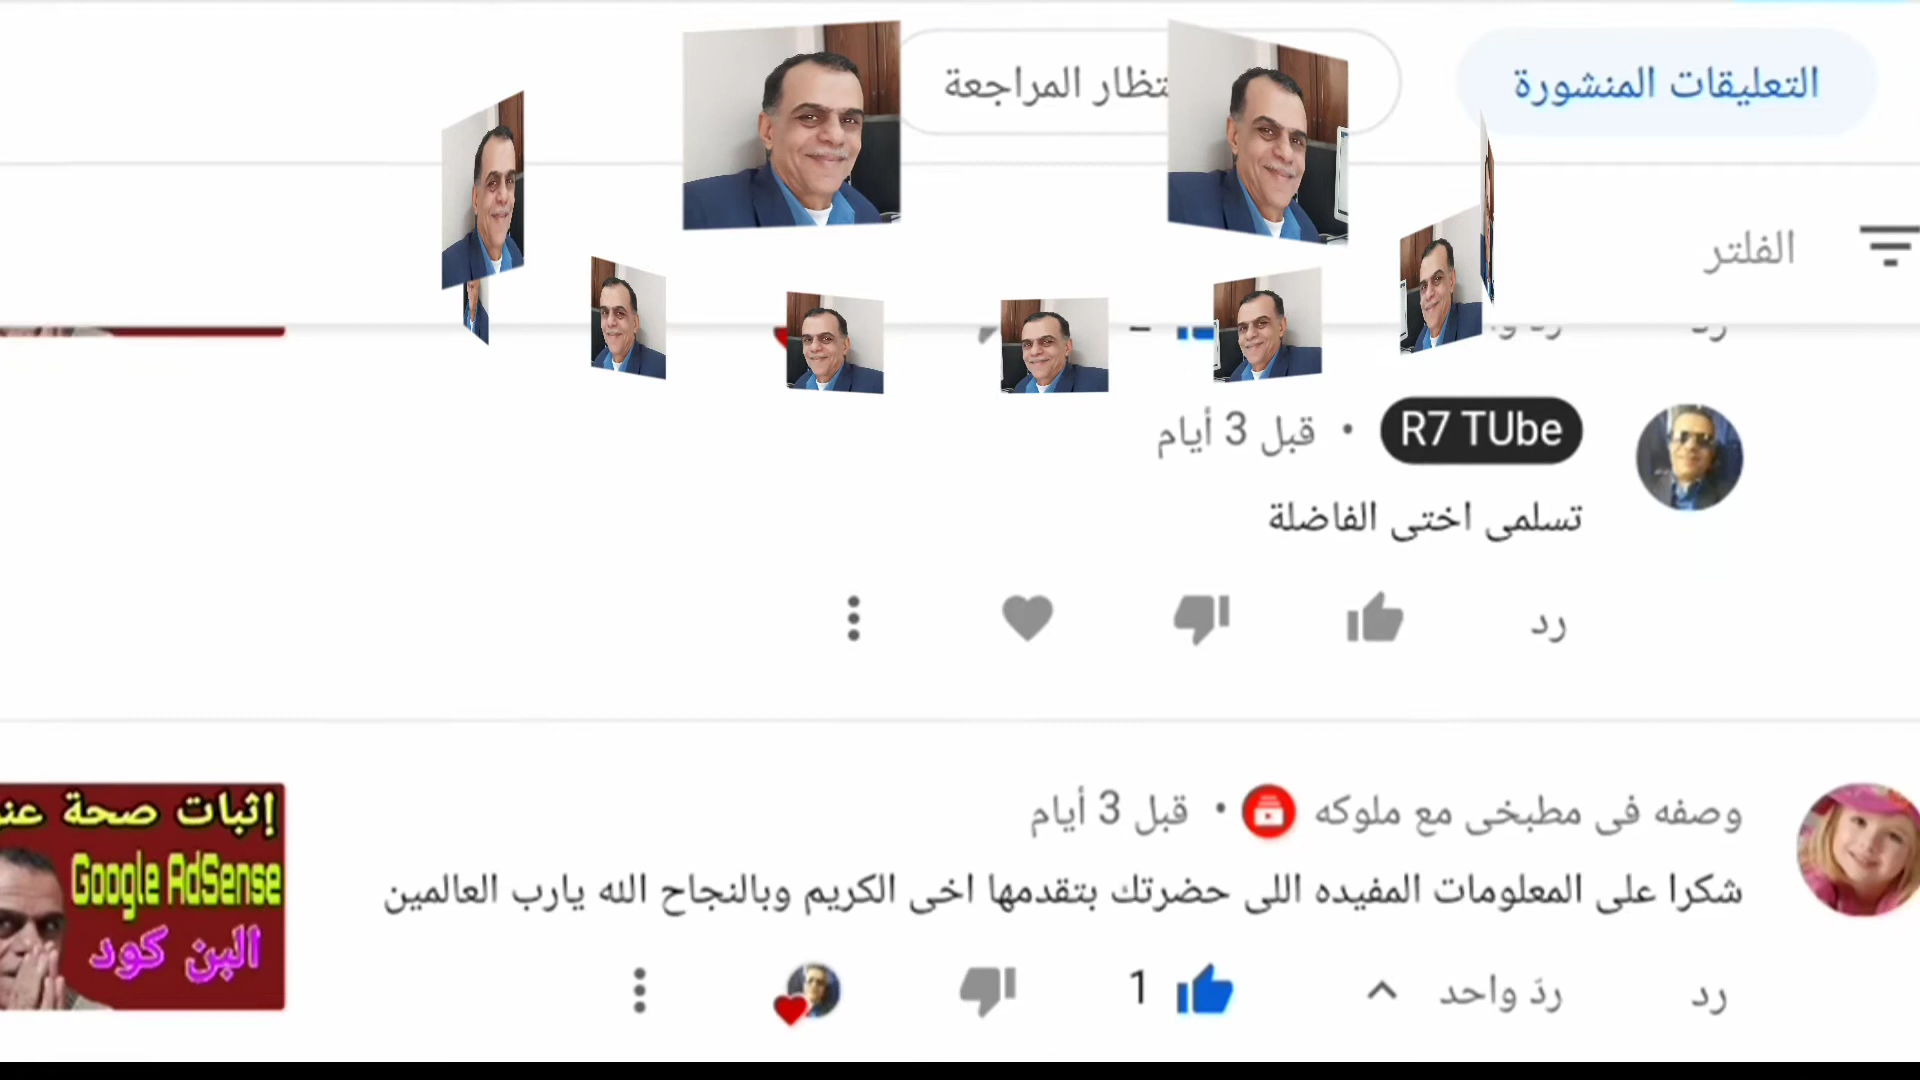 التعليقات المنشورة
نتظار المراجعة
الفلتر
رد
R7 TUbe • قبل 3 أيام
تسلمى اختى الفاضلة
رد
وصفه فى مطبخى مع ملوكه • قبل 3 أيام
شكرا على المعلومات المفيده اللى حضرتك بتقدمها اخى الكريم وبالنجاح الله يارب العالمين
رد
ردّ واحد
1
إثبات صحة
Google AdSense
البن كود